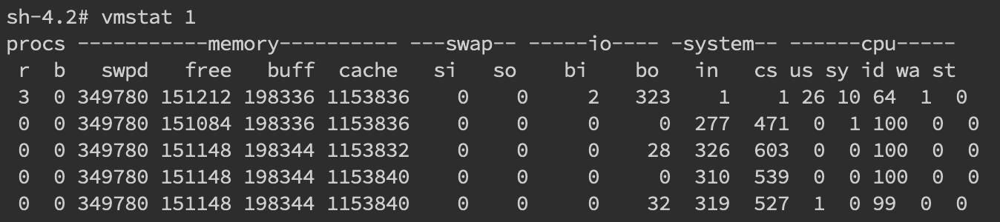 sh-4.2# vmstat 1
procs -----------memory---------- ---swap-- -----io---- -system-- ------cpu-----
 r  b   swpd   free   buff  cache   si   so    bi    bo   in   cs us sy id wa st
 3  0 349780 151212 198336 1153836    0    0     2   323    1    1 26 10 64  1  0
 0  0 349780 151084 198336 1153836    0    0     0     0  277  471  0  1 100  0  0
 0  0 349780 151148 198344 1153832    0    0     0    28  326  603  0  0 100  0  0
 0  0 349780 151148 198344 1153840    0    0     0     0  310  539  0  0 100  0  0
 0  0 349780 151148 198344 1153840    0    0     0    32  319  527  1  0 99  0  0